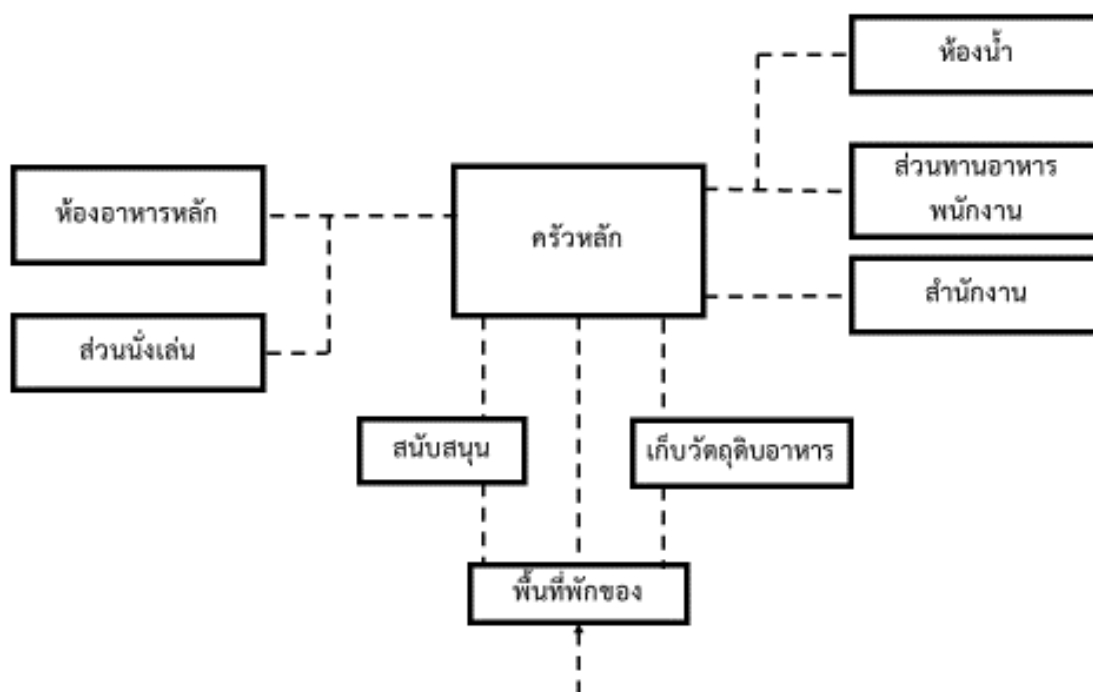 ห้องน้ำ
ส่วนทานอาหาร
พนักงาน
ห้องอาหารหลัก
ครัวหลัก
สำนักงาน
ส่วนนั่งเล่น
สนับสนุน
เก็บวัตถุดิบอาหาร
พื้นที่พักของ